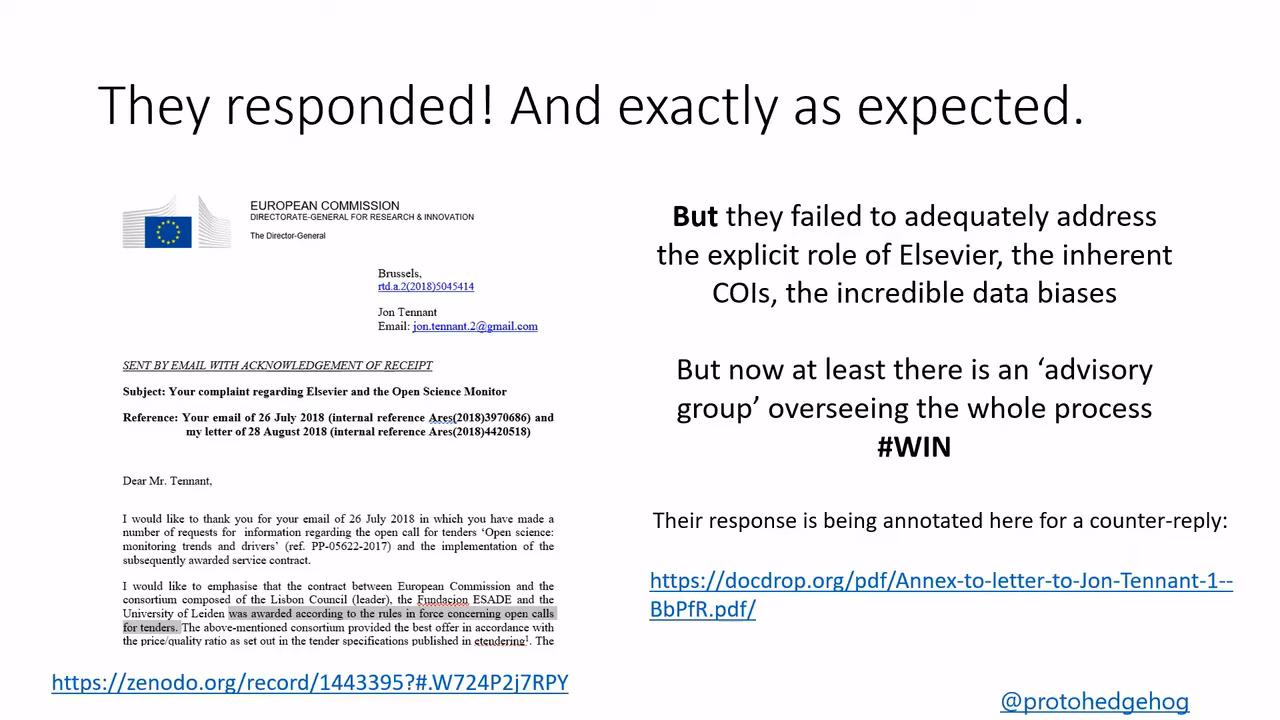 They responded! And exactly as expected.
EUROPEAN COMMISSION
DIRECTORATE-GENERAL FOR RESEARCH & INNOVATION
The Director-General
Brussels,
rtd.a.2(2018)5045414
Jon Tennant
Email: jon.tennant.2@gmail.com
SENT BY EMAIL WITH ACKNOWLEDGEMENT OF RECEIPT
Subject: Your complaint regarding Elsevier and the Open Science Monitor
Reference: Your email of 26 July 2018 (internal reference Ares(2018)3970686) and
my letter of 28 August 2018 (internal reference Ares(2018)4420518)
Dear Mr. Tennant,
I would like to thank you for your email of 26 July 2018 in which you have made a
number of requests for information regarding the open call for tenders ‘Open science:
monitoring trends and drivers’ (ref. PP-05622-2017) and the implementation of the
subsequently awarded service contract.
I would like to emphasise that the contract between European Commission and the
consortium composed of the Lisbon Council (leader), the Fundacion ESADE and the
University of Leiden was awarded according to the rules in force concerning open calls
for tenders. The above-mentioned consortium provided the best offer in accordance with
the price/quality ratio as set out in the tender specifications published in etendering¹. The
https://zenodo.org/record/1443395?#.W724P2j7RPY
But they failed to adequately address
the explicit role of Elsevier, the inherent
COIs, the incredible data biases
But now at least there is an ‘advisory
group’ overseeing the whole process
#WIN
Their response is being annotated here for a counter-reply:
https://docdrop.org/pdf/Annex-to-letter-to-Jon-Tennant-1--
BbPfR.pdf/
@protohedgehog